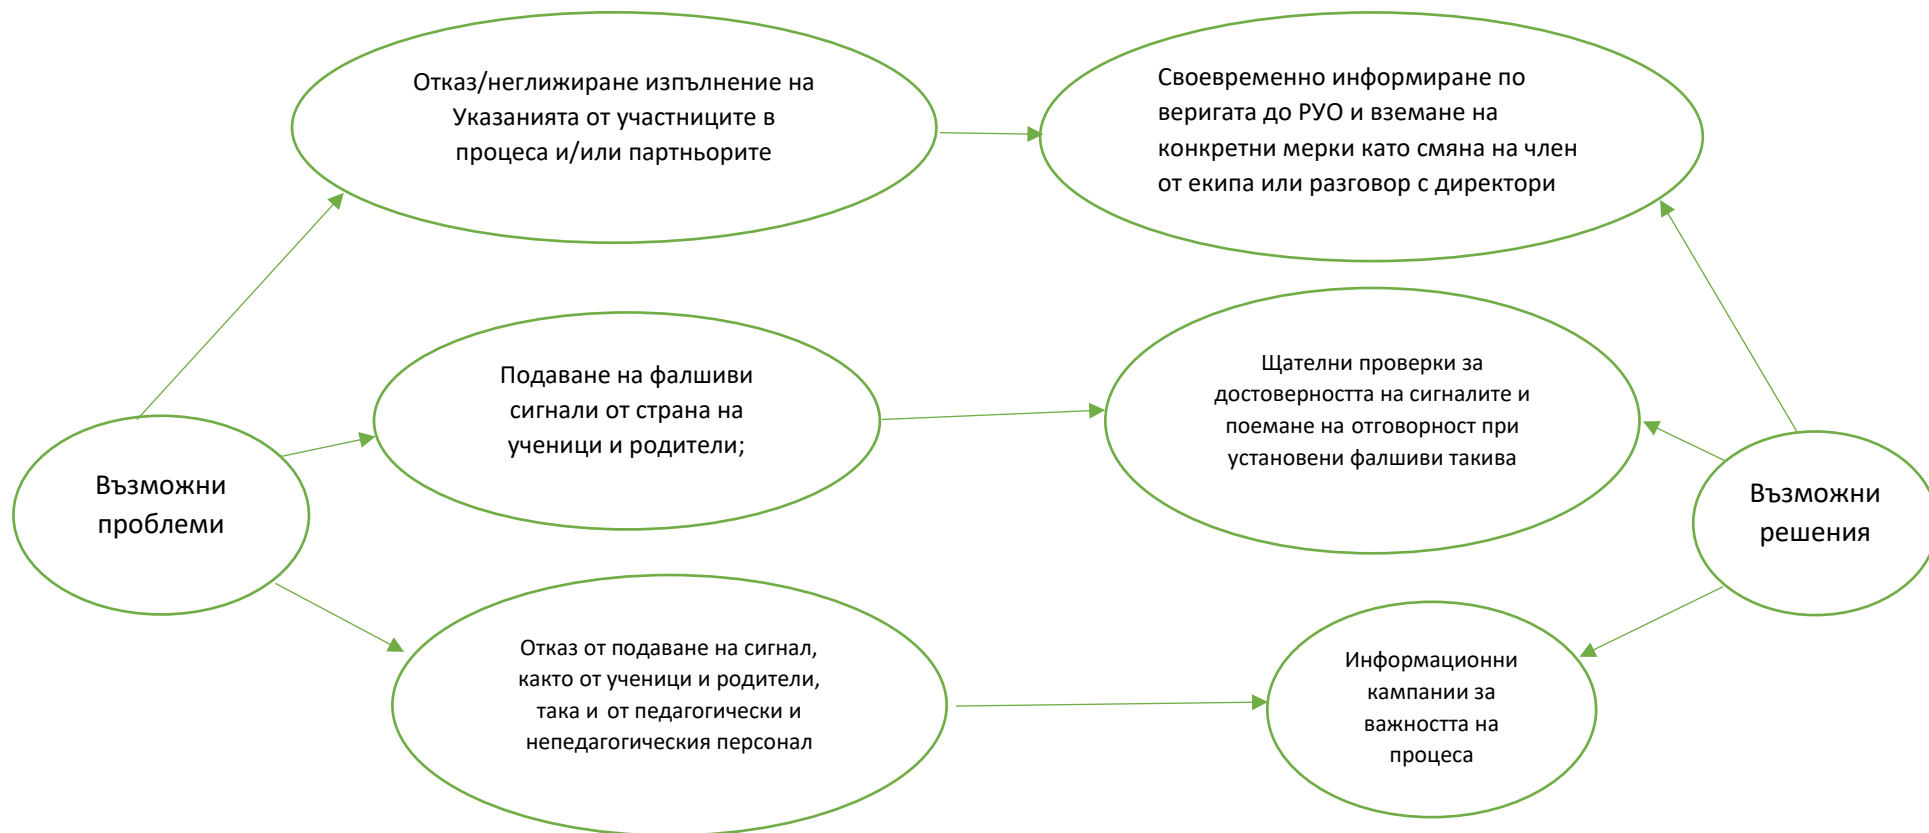 Отказ/неглижиране изпълнение на
Указанията от участниците в
процеса и/или партньорите
Своевременно информиране по
веригата до РУО и вземане на
конкретни мерки като смяна на член
от екипа или разговор с директори
Подаване на фалшиви
сигнали от страна на
ученици и родители;
Щателни проверки за
достоверността на сигналите и
поемане на отговорност при
установени фалшиви такива
Възможни
проблеми
Възможни
решения
Отказ от подаване на сигнал,
както от ученици и родители,
така и от педагогически и
непедагогическия персонал
Информационни
кампании за
важността на
процеса